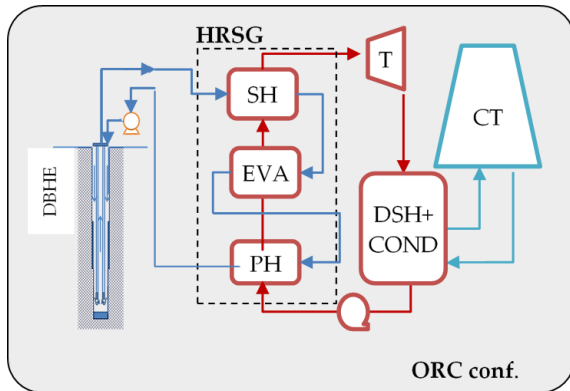 HRSG
T
SH
CT
EVA
DBHE
DSH+
COND
PH
ORC conf.